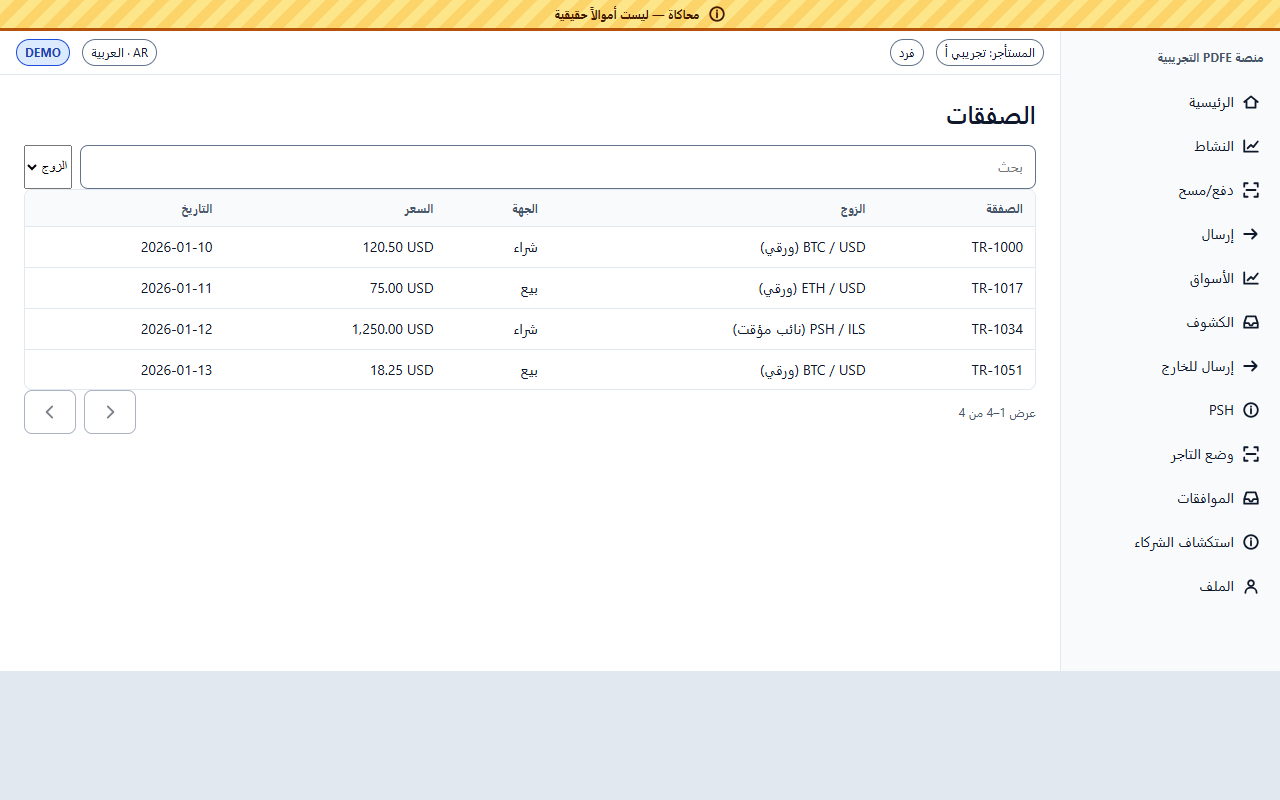 محاكاة — ليست أموالاً حقيقية
منصة PDFE التجريبية
الرئيسية
النشاط
دفع/مسح
إرسال
الأسواق
الكشوف
إرسال للخارج
PSH
وضع التاجر
الموافقات
استكشاف الشركاء
الملف
المستأجر: تجريبي أ
فرد
AR · العربية
DEMO
الصفقات
بحث
الزوج
الصفقة الزوج الجهة السعر التاريخ
TR-1000 BTC / USD (ورقي) شراء 120.50 USD 2026-01-10
TR-1017 ETH / USD (ورقي) بيع 75.00 USD 2026-01-11
TR-1034 PSH / ILS (نائب مؤقت) شراء 1,250.00 USD 2026-01-12
TR-1051 BTC / USD (ورقي) بيع 18.25 USD 2026-01-13
عرض 1–4 من 4